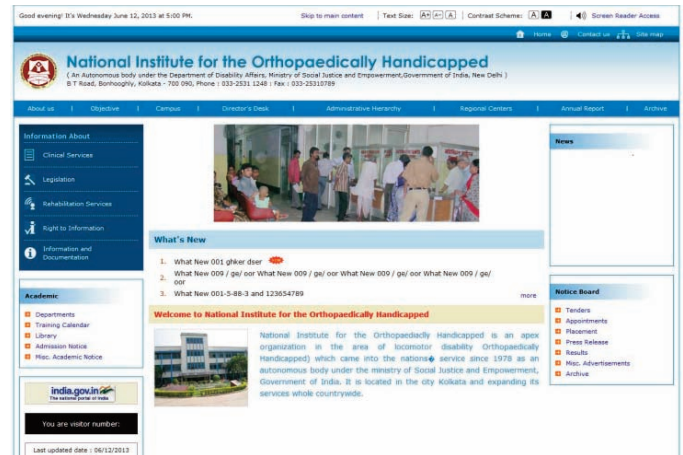 Good evening! It's Wednesday June 12, 2013 at 5:00 PM.
Skip to main content | Text Size: A+ A- A | Contrast Scheme: A A | Screen Reader Access
Home Contact us Site map
National Institute for the Orthopaedically Handicapped
( An Autonomous body under the Department of Disability Affairs, Ministry of Social Justice and Empowerment,Government of India, New Delhi )
B T Road, Bonhooghly, Kolkata - 700 090, Phone : 033-2531 1248 : Fax : 033-25310789
About us | Objective | Campus | Director's Desk | Administrative Hierarchy | Regional Centers | Annual Report | Archive
Information About
Clinical Services
Legislation
Rehabilitation Services
Right to Information
Information and
Documentation
Academic
Departments
Training Calendar
Library
Admission Notice
Misc. Academic Notice
india.gov.in
The national portal of India
You are visitor number:
Last updated date : 06/12/2013
What's New
1. What New 001 ghker dser
2. What New 009 / ge/ oor What New 009 / ge/ oor What New 009 / ge/ oor What New 009 / ge/
oor
3. What New 001-5-88-3 and 123654789
more
Welcome to National Institute for the Orthopaedically Handicapped
National Institute for the Orthopaedaclly Handicapped is an apex
organization in the area of locomotor disability Orthopaedically
Handicapped) which came into the nations� service since 1978 as an
autonomous body under the ministry of Social Justice and Empowerment,
Government of India. It is located in the city Kolkata and expanding its
services whole countrywide.
News
Notice Board
Tenders
Appointments
Placement
Press Release
Results
Misc. Advertisements
Archive